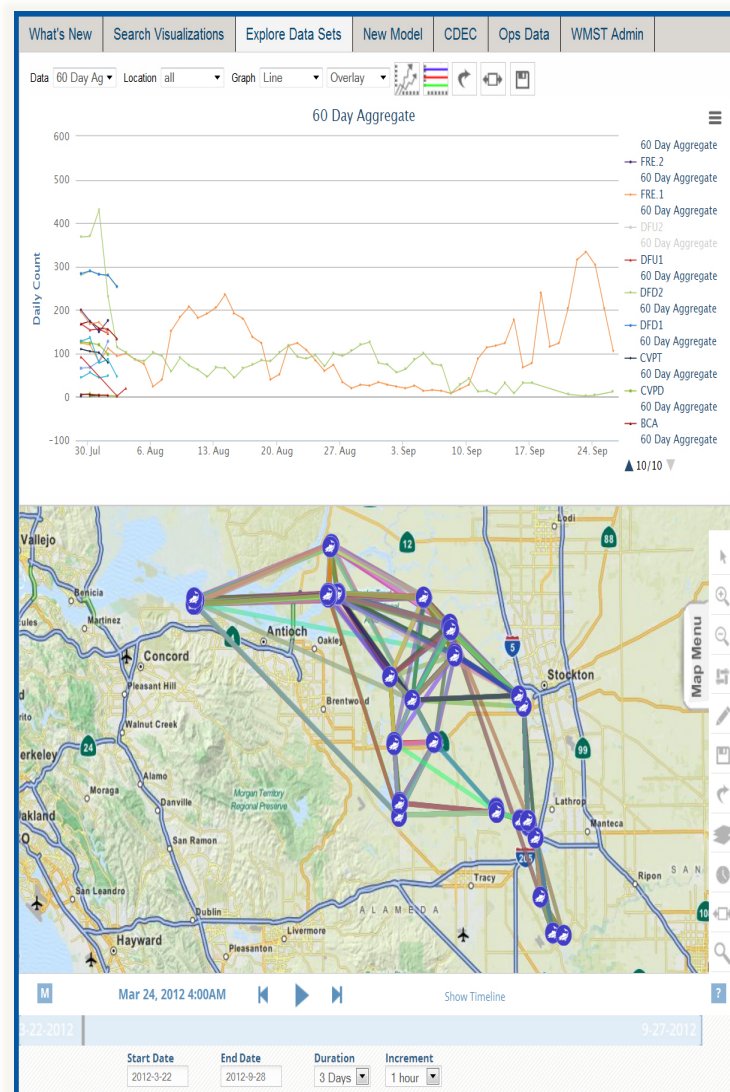 What's New Search Visualizations Explore Data Sets New Model CDEC Ops Data WMST Admin
Data 60 Day Ag Location all Graph Line Overlay
60 Day Aggregate
600
500
400
300
200
100
0
-100
Daily Count
30. Jul 6. Aug 13. Aug 20. Aug 27. Aug 3. Sep 10. Sep 17. Sep 24. Sep
60 Day Aggregate
FRE.2
60 Day Aggregate
FRE.1
60 Day Aggregate
DFU2
60 Day Aggregate
DFU1
60 Day Aggregate
DFD2
60 Day Aggregate
DFD1
60 Day Aggregate
CVPT
60 Day Aggregate
CVPD
60 Day Aggregate
BCA
60 Day Aggregate
10/10
Lodi
Vallejo
12
88
Benicia
Martinez
Antioch
Oakley
Concord
5
Stockton
Map Menu
Pleasant Hill
Brentwood
Walnut Creek
24
99
erkeley
Alamo
Moraga
Danville
Morgan Territory
Regional Preserve
Lathrop
Manteca
akland
San Ramon
205
Ripon
SAN
Tracy
San Leandro
ALAMEDA
Dublin
Livermore
Hayward
Pleasanton
M Mar 24, 2012 4:00AM Show Timeline ?
3-22-2012 9-27-2012
Start Date End Date Duration Increment
2012-3-22 2012-9-28 3 Days 1 hour